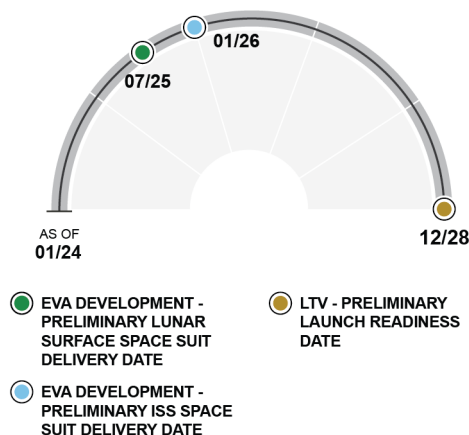 01/26
07/25
AS OF
01/24
12/28
EVA DEVELOPMENT -
PRELIMINARY LUNAR
SURFACE SPACE SUIT
DELIVERY DATE
EVA DEVELOPMENT -
PRELIMINARY ISS SPACE
SUIT DELIVERY DATE
LTV - PRELIMINARY
LAUNCH READINESS
DATE